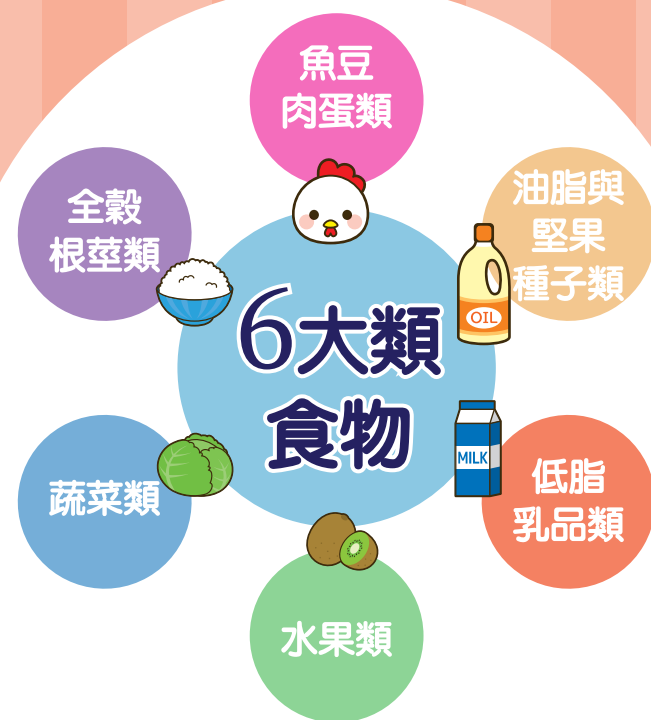 魚豆
肉蛋類
全穀
根莖類
油脂與
堅果
種子類
OIL
6大類
食物
MILK
蔬菜類
低脂
乳品類
水果類